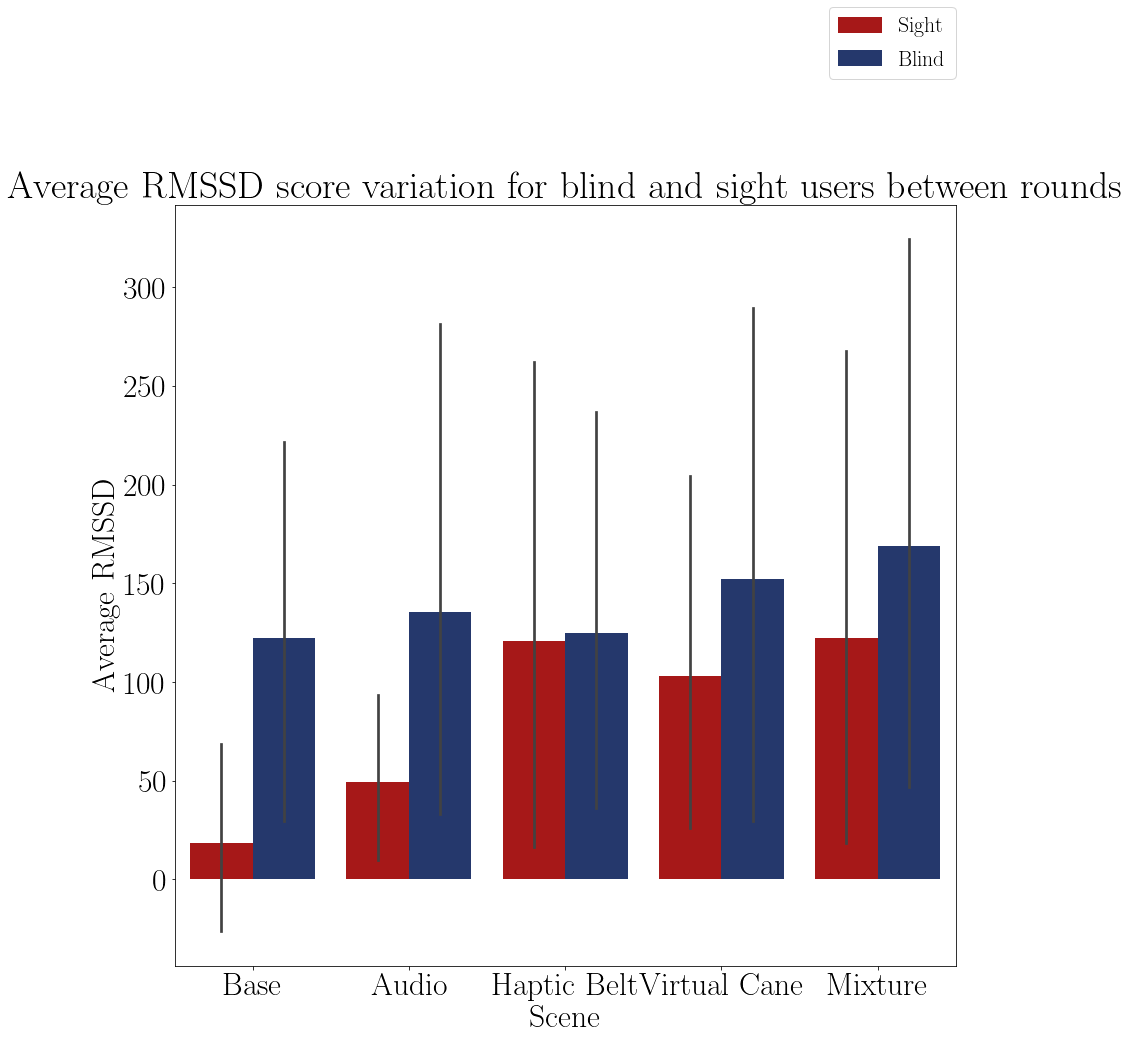 Sight
Blind
Average RMSSD score variation for blind and sight users between rounds
300
250
200
150
100
50
0
Average RMSSD
Base Audio Haptic Belt Virtual Cane Mixture
Scene